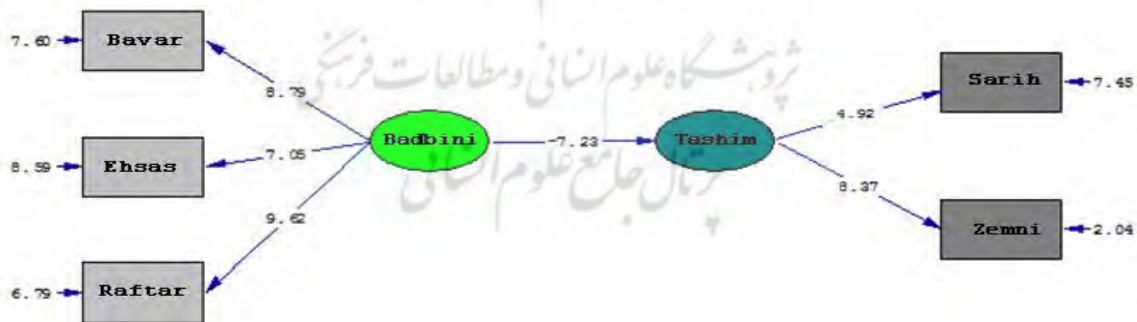 7.60
Bavar
8.79
8.59
Ehsas
7.05
6.79
Raftar
9.62
Badbini
-7.23
Tashim
4.92
Sarih
7.45
8.37
Zemni
2.04
پژوهشگاه علوم انسانی و مطالعات فرهنگی
پرتال جامع علوم انسانی